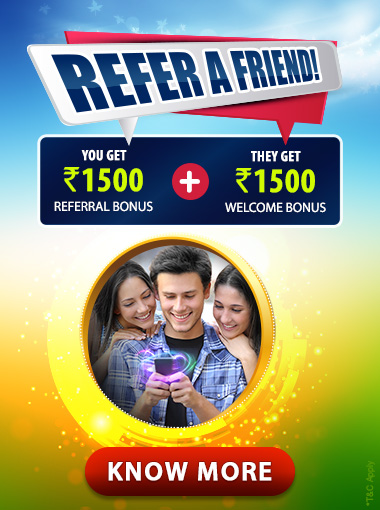 REFER A FRIEND!
YOU GET
₹1500
REFERRAL BONUS
+
THEY GET
₹1500
WELCOME BONUS
KNOW MORE
*T&C Apply